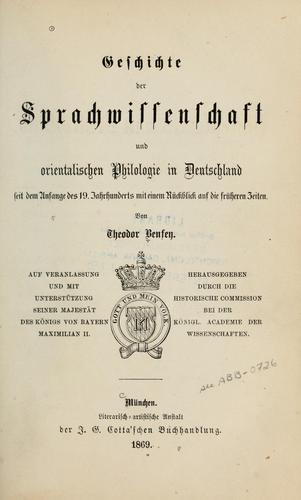 Geschichte
der
Sprachwissenschaft
und
orientalischen Philologie in Deutschland
seit dem Anfange des 19. Jahrhunderts mit einem Rückblick auf die früheren Zeiten.
Von
Theodor Benfey.
AUF VERANLASSUNG
UND MIT
UNTERSTÜTZUNG
SEINER MAJESTÄT
DES KÖNIGS VON BAYERN
MAXIMILIAN II.
GOTT UND MEIN VOLK
HERAUSGEGEBEN
DURCH DIE
HISTORISCHE COMMISSION
BEI DER
KÖNIGL. ACADEMIE DER
WISSENSCHAFTEN.
see ABB-0726
München.
Literarisch-artistische Anstalt
der J. G. Cotta'schen Buchhandlung.
1869.